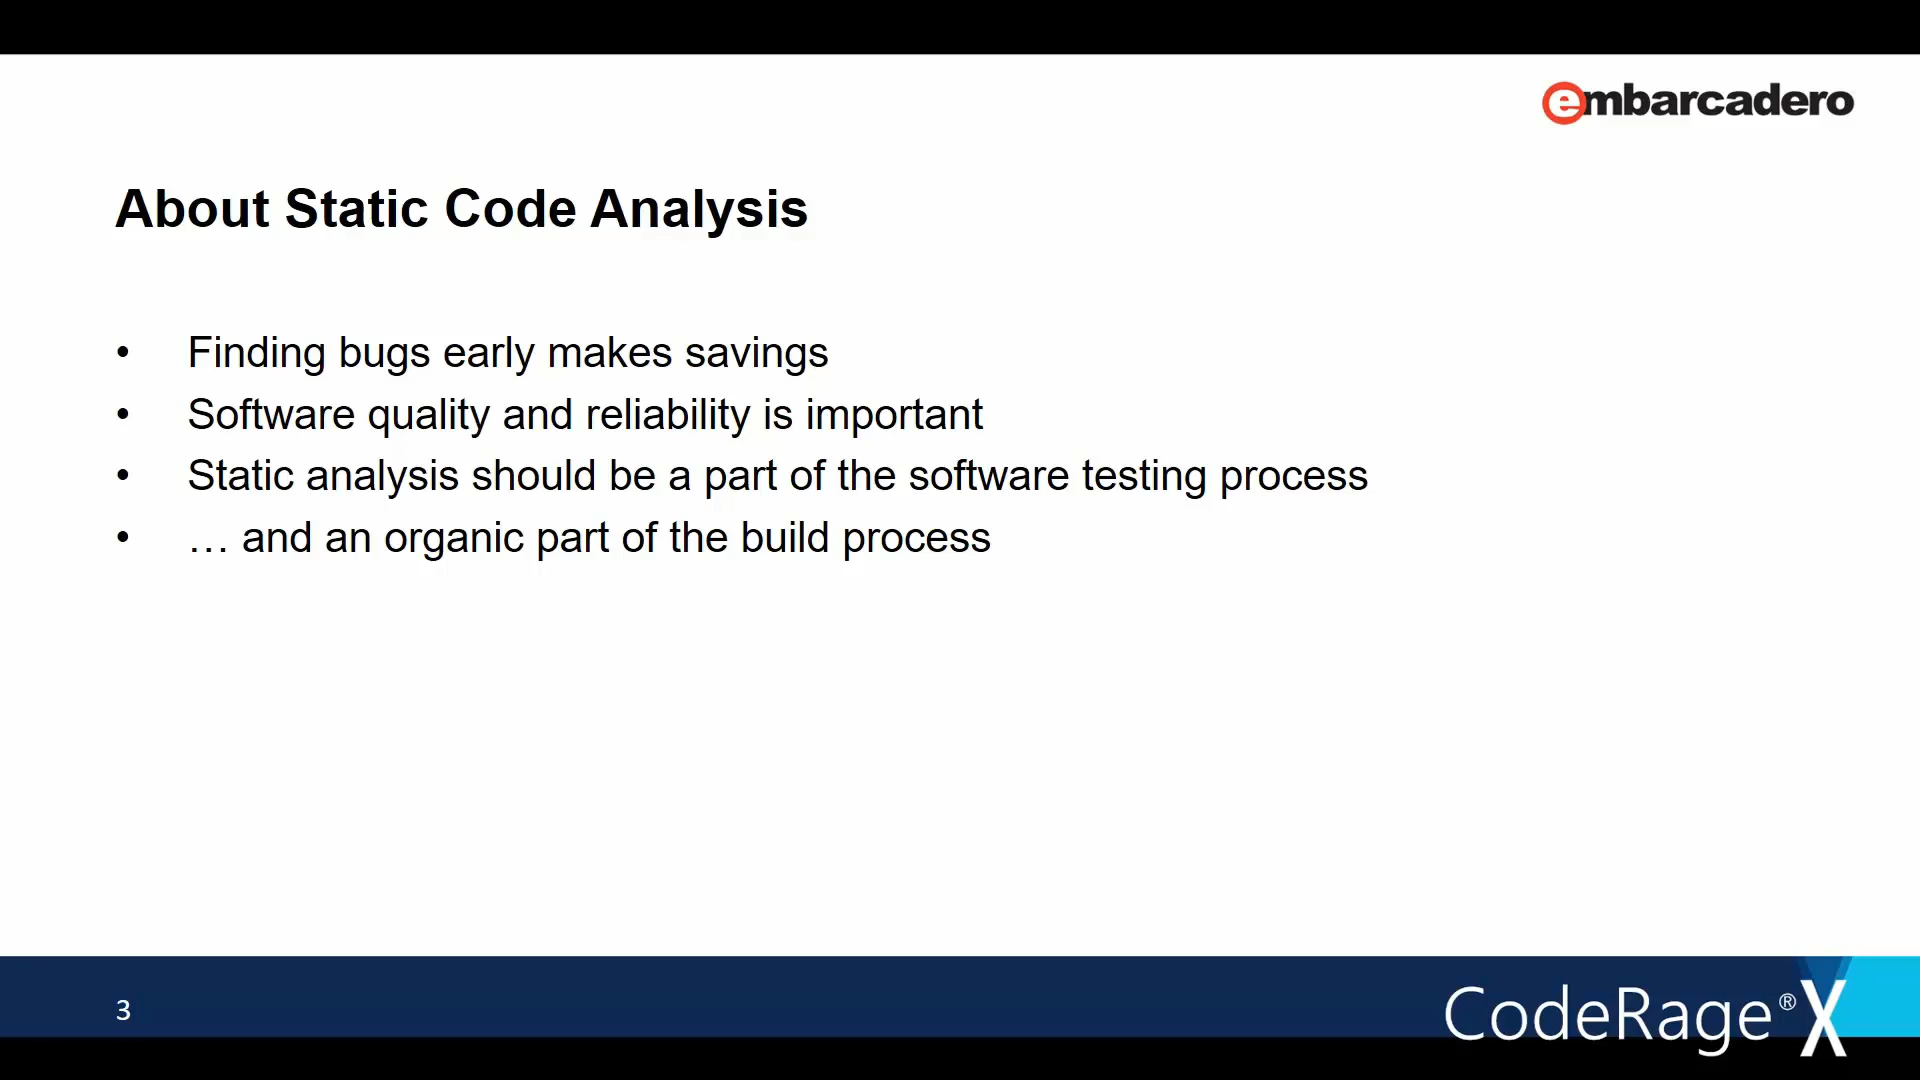 embarcadero
About Static Code Analysis
• Finding bugs early makes savings
• Software quality and reliability is important
• Static analysis should be a part of the software testing process
• … and an organic part of the build process
3
CodeRage® X